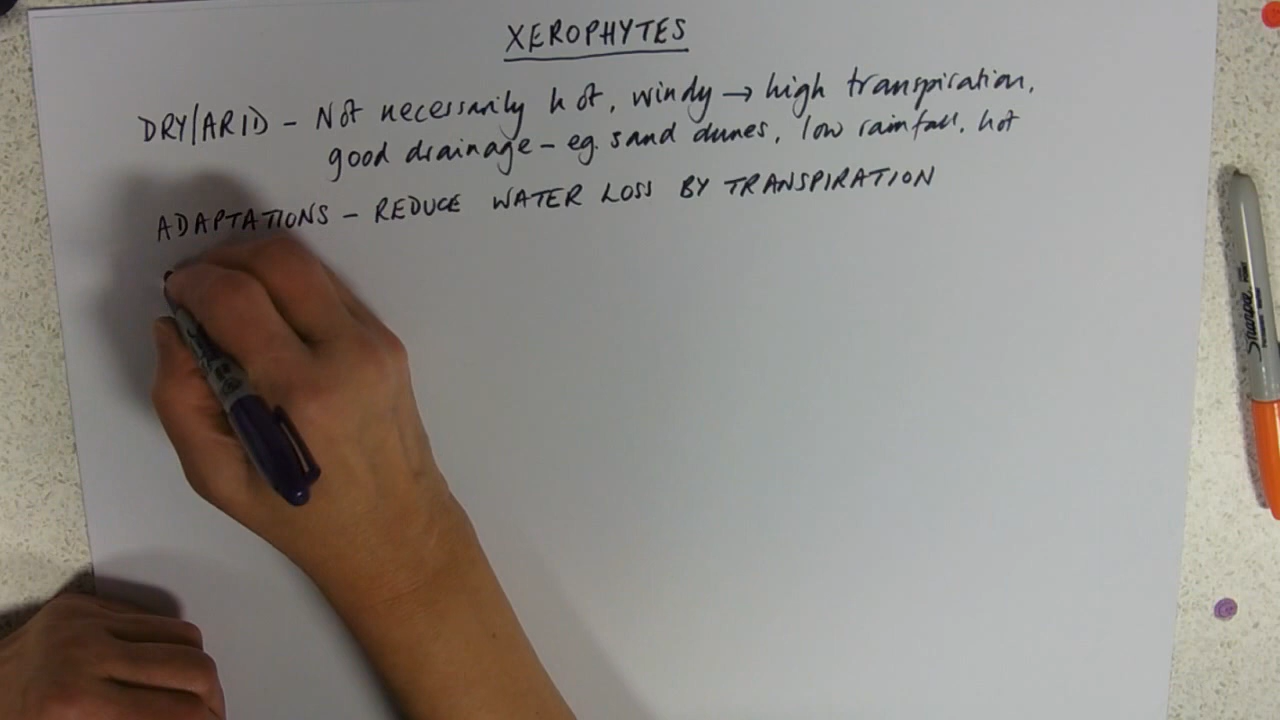 XEROPHYTES
DRY/ARID - Not necessarily hot, windy → high transpiration,
good drainage - eg. sand dunes, low rainfall, hot
ADAPTATIONS - REDUCE WATER LOSS BY TRANSPIRATION
Sharpie